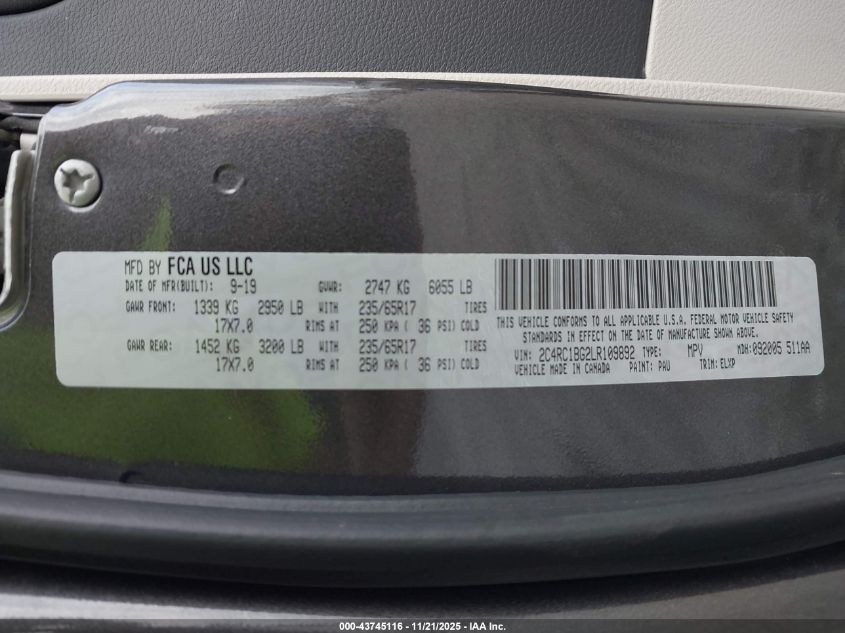 MFD BY FCA US LLC
DATE OF MFR(BUILT): 9-19 GVWR: 2747 KG 6055 LB
GAWR FRONT: 1339 KG 2950 LB WITH 235/65R17 TIRES
17X7.0 RIMS AT 250 KPA ( 36 PSI) COLD
GAWR REAR: 1452 KG 3200 LB WITH 235/65R17 TIRES
17X7.0 RIMS AT 250 KPA ( 36 PSI) COLD
THIS VEHICLE CONFORMS TO ALL APPLICABLE U.S.A. FEDERAL MOTOR VEHICLE SAFETY
STANDARDS IN EFFECT ON THE DATE OF MANUFACTURE SHOWN ABOVE.
VIN: 2C4RC1BG2LR109892 TYPE: MPV MDH: 092005 511AA
VEHICLE MADE IN CANADA PAINT: PAU TRIM: ELXP
000-43745116 - 11/21/2025 - IAA Inc.